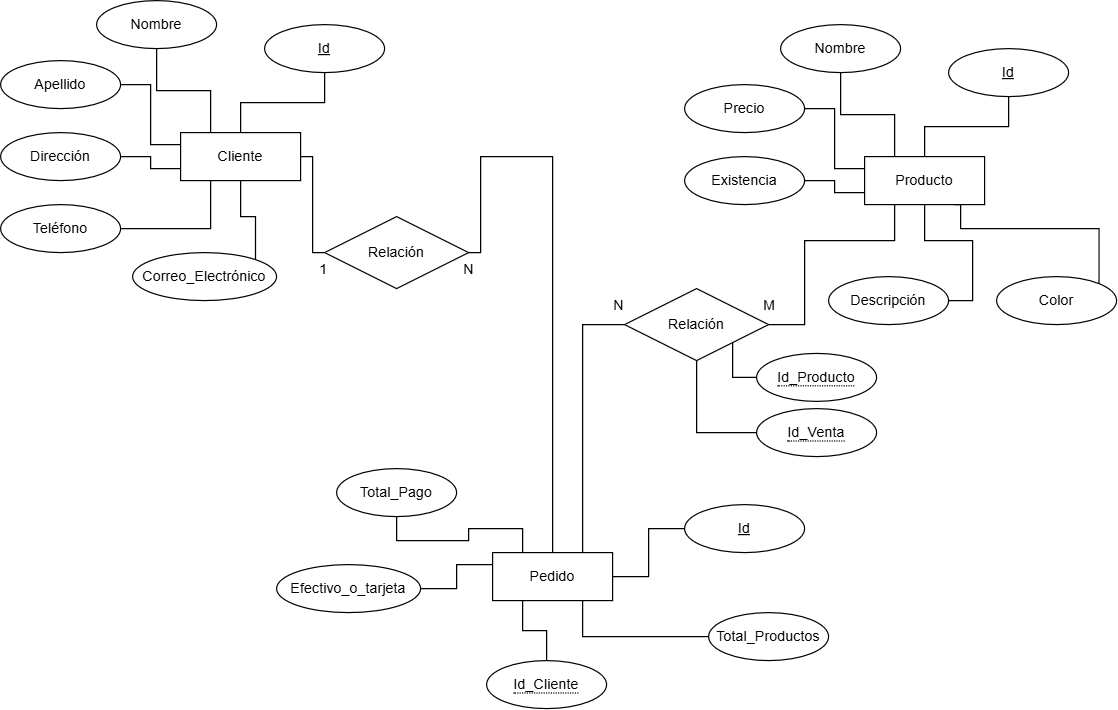 Nombre
Id
Apellido
Dirección
Cliente
Teléfono
Correo_Electrónico
Relación
1
N
Nombre
Id
Precio
Existencia
Producto
Descripción
Color
N
M
Relación
Id_Producto
Id_Venta
Total_Pago
Id
Efectivo_o_tarjeta
Pedido
Total_Productos
Id_Cliente